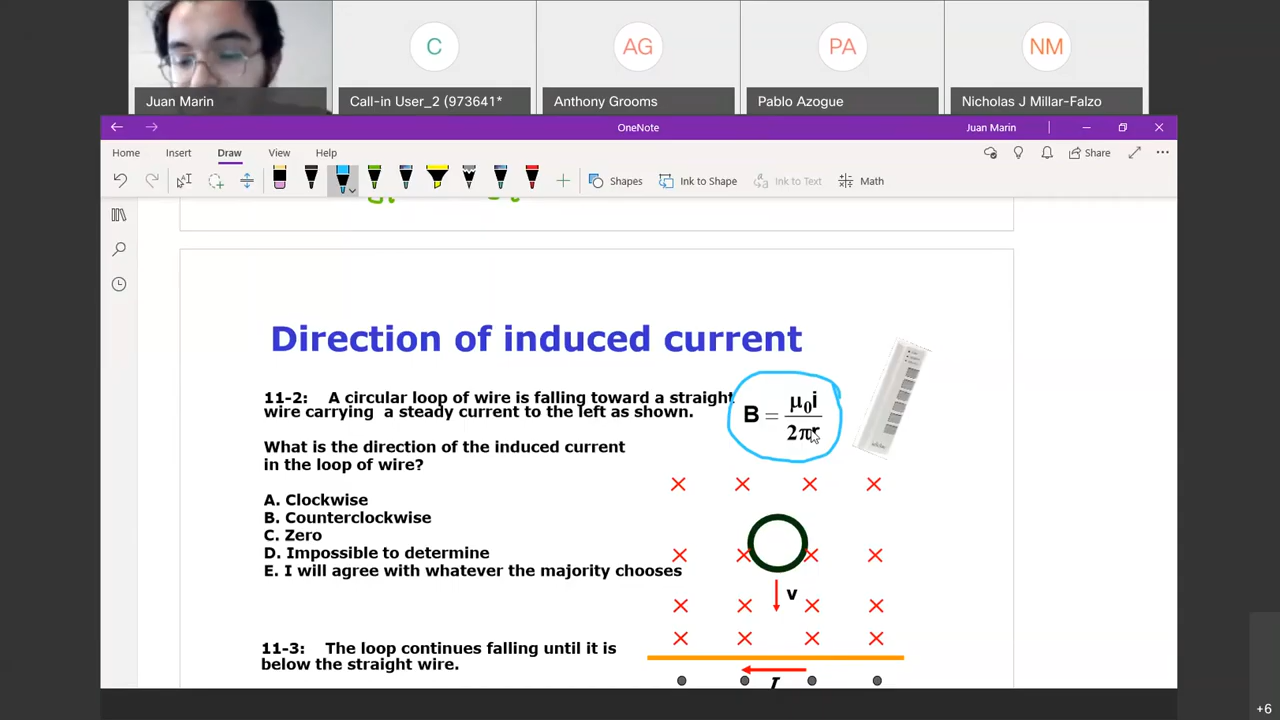 C
AG
PA
NM
Juan Marin
Call-in User_2 (973641*
Anthony Grooms
Pablo Azogue
Nicholas J Millar-Falzo
OneNote
Juan Marin
Home
Insert
Draw
View
Help
Share
Shapes
Ink to Shape
Ink to Text
Math
Direction of induced current
11-2: A circular loop of wire is falling toward a straight
wire carrying a steady current to the left as shown.
B = μ₀i / 2πr
What is the direction of the induced current
in the loop of wire?
A. Clockwise
B. Counterclockwise
C. Zero
D. Impossible to determine
E. I will agree with whatever the majority chooses
v
11-3: The loop continues falling until it is
below the straight wire.
I
+6